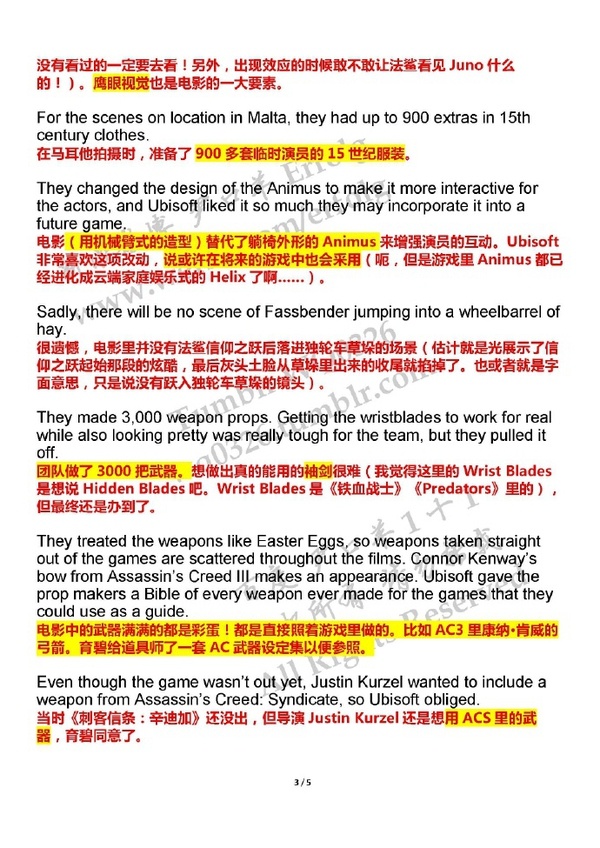 没有看过的一定要去看！另外，出现效应的时候敢不敢让法鲨看见 Juno 什么
的！）。鹰眼视觉也是电影的一大要素。
For the scenes on location in Malta, they had up to 900 extras in 15th
century clothes.
在马耳他拍摄时，准备了 900 多套临时演员的 15 世纪服装。
They changed the design of the Animus to make it more interactive for
the actors, and Ubisoft liked it so much they may incorporate it into a
future game.
电影（用机械臂式的造型）替代了躺椅外形的 Animus 来增强演员的互动。Ubisoft
非常喜欢这项改动，说或许在将来的游戏中也会采用（呃，但是游戏里 Animus 都已
经进化成云端家庭娱乐式的 Helix 了啊……）。
Sadly, there will be no scene of Fassbender jumping into a wheelbarrel of
hay.
很遗憾，电影里并没有法鲨信仰之跃后落进独轮车草垛的场景（估计就是光展示了信
仰之跃起始那段的炫酷，最后灰头土脸从草垛里出来的收尾就掐掉了。也或者就是字
面意思，只是说没有跃入独轮车草垛的镜头）。
They made 3,000 weapon props. Getting the wristblades to work for real
while also looking pretty was really tough for the team, but they pulled it
off.
团队做了 3000 把武器。想做出真的能用的袖剑很难（我觉得这里的 Wrist Blades
是想说 Hidden Blades 吧。Wrist Blades 是《铁血战士》《Predators》里的），
但最终还是办到了。
They treated the weapons like Easter Eggs, so weapons taken straight
out of the games are scattered throughout the films. Connor Kenway’s
bow from Assassin’s Creed III makes an appearance. Ubisoft gave the
prop makers a Bible of every weapon ever made for the games that they
could use as a guide.
电影中的武器满满的都是彩蛋！都是直接照着游戏里做的。比如 AC3 里康纳•肯威的
弓箭。育碧给道具师了一套 AC 武器设定集以便参照。
Even though the game wasn’t out yet, Justin Kurzel wanted to include a
weapon from Assassin’s Creed: Syndicate, so Ubisoft obliged.
当时《刺客信条：辛迪加》还没出，但导演 Justin Kurzel 还是想用 ACS 里的武
器，育碧同意了。
3 / 5